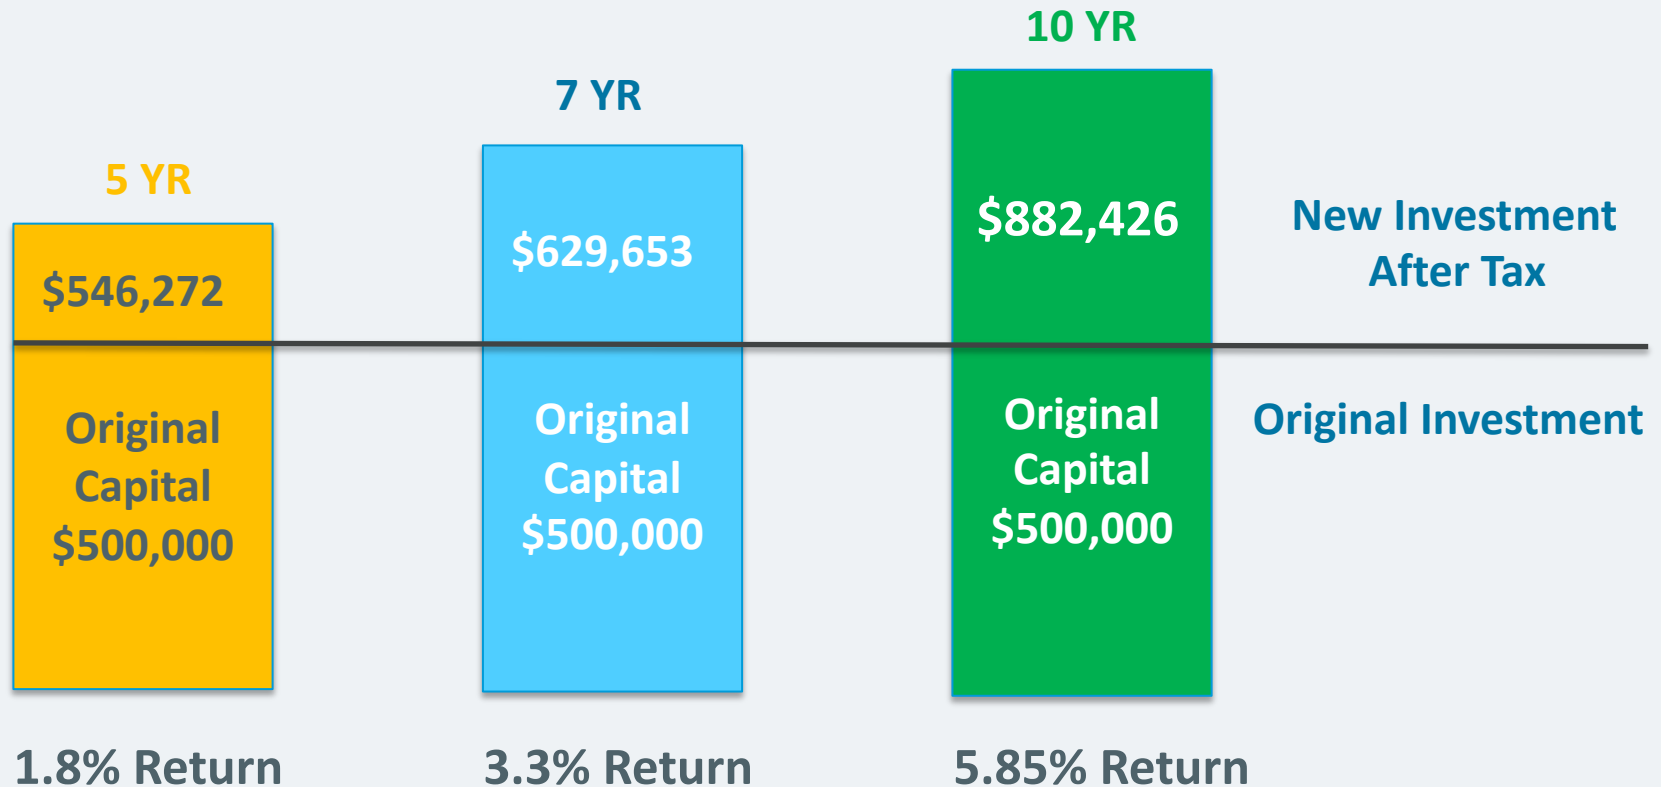 5 YR
$546,272
Original
Capital
$500,000
1.8% Return
7 YR
$629,653
Original
Capital
$500,000
3.3% Return
10 YR
$882,426
Original
Capital
$500,000
5.85% Return
New Investment
After Tax
Original Investment